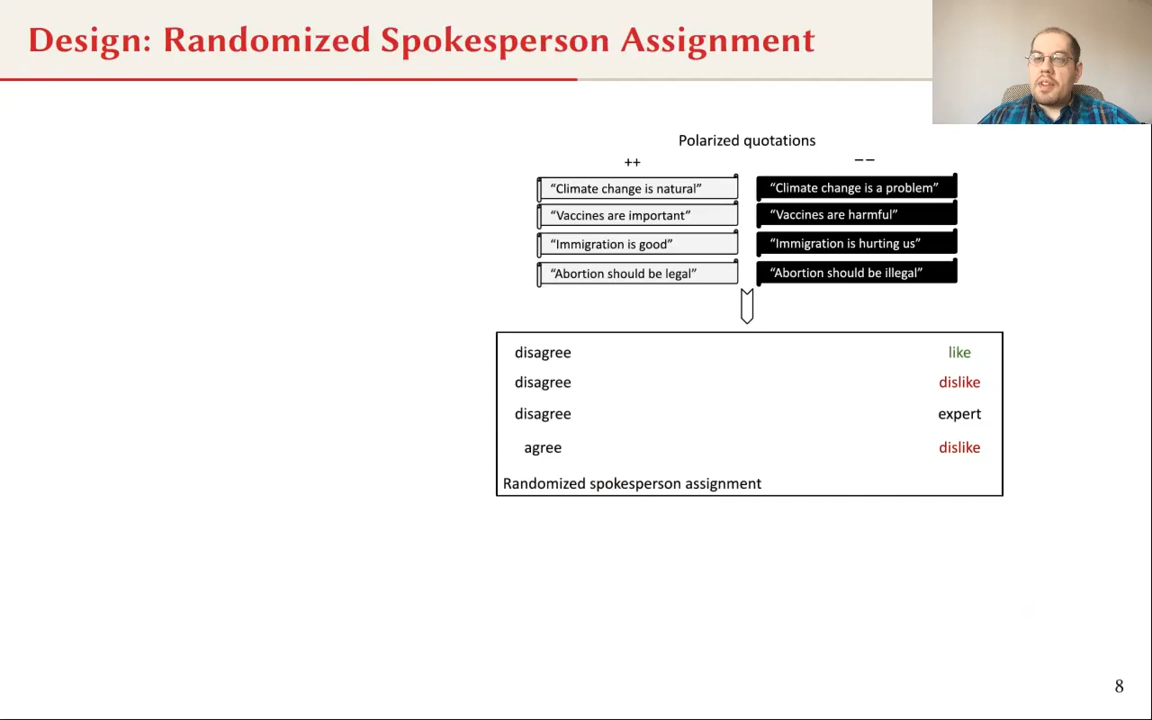 Design: Randomized Spokesperson Assignment
Polarized quotations
++ −−
“Climate change is natural” “Climate change is a problem”
“Vaccines are important” “Vaccines are harmful”
“Immigration is good” “Immigration is hurting us”
“Abortion should be legal” “Abortion should be illegal”
disagree like
disagree dislike
disagree expert
agree dislike
Randomized spokesperson assignment
8